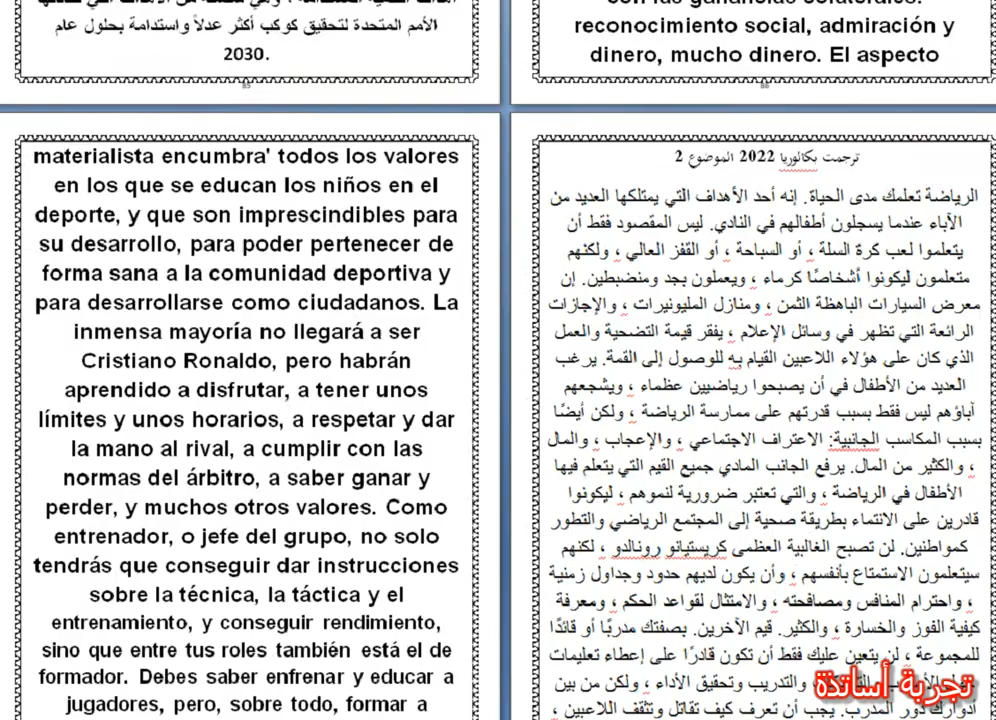 الأمم المتحدة لتحقيق كوكب أكثر عدلاً واستدامة بحلول عام
2030.
85
reconocimiento social, admiración y
dinero, mucho dinero. El aspecto
86
materialista encumbra' todos los valores
en los que se educan los niños en el
deporte, y que son imprescindibles para
su desarrollo, para poder pertenecer de
forma sana a la comunidad deportiva y
para desarrollarse como ciudadanos. La
inmensa mayoría no llegará a ser
Cristiano Ronaldo, pero habrán
aprendido a disfrutar, a tener unos
límites y unos horarios, a respetar y dar
la mano al rival, a cumplir con las
normas del árbitro, a saber ganar y
perder, y muchos otros valores. Como
entrenador, o jefe del grupo, no solo
tendrás que conseguir dar instrucciones
sobre la técnica, la táctica y el
entrenamiento, y conseguir rendimiento,
sino que entre tus roles también está el de
formador. Debes saber enfrenar y educar a
jugadores, pero, sobre todo, formar a
ترجمت بكالوريا 2022 الموضوع 2
الرياضة تعلمك مدى الحياة. إنه أحد الأهداف التي يمتلكها العديد من
الآباء عندما يسجلون أطفالهم في النادي. ليس المقصود فقط أن
يتعلموا لعب كرة السلة ، أو السباحة ، أو القفز العالي ، ولكنهم
متعلمون ليكونوا أشخاصًا كرماء ، ويعملون بجد ومنضبطين. إن
معرض السيارات الباهظة الثمن ، ومنازل المليونيرات ، والإجازات
الرائعة التي تظهر في وسائل الإعلام ، يفقر قيمة التضحية والعمل
الذي كان على هؤلاء اللاعبين القيام به للوصول إلى القمة. يرغب
العديد من الأطفال في أن يصبحوا رياضيين عظماء ، ويشجعهم
آباؤهم ليس فقط بسبب قدرتهم على ممارسة الرياضة ، ولكن أيضًا
بسبب المكاسب الجانبية: الاعتراف الاجتماعي ، والإعجاب ، والمال
، والكثير من المال. يرفع الجانب المادي جميع القيم التي يتعلم فيها
الأطفال في الرياضة ، والتي تعتبر ضرورية لنموهم ، ليكونوا
قادرين على الانتماء بطريقة صحية إلى المجتمع الرياضي والتطور
كمواطنين. لن تصبح الغالبية العظمى كريستيانو رونالدو ، لكنهم
سيتعلمون الاستمتاع بأنفسهم ، وأن يكون لديهم حدود وجداول زمنية
، واحترام المنافس ومصافحته ، والامتثال لقواعد الحكم ، ومعرفة
كيفية الفوز والخسارة ، والكثير. قيم الآخرين. بصفتك مدربًا أو قائدًا
للمجموعة ، لن يتعين عليك فقط أن تكون قادرًا على إعطاء تعليمات
والتدريب وتحقيق الأداء ، ولكن من بين
أدوارك دور المدرب. يجب أن تعرف كيف تقاتل وتثقف اللاعبين ،
تجربة أساتذة